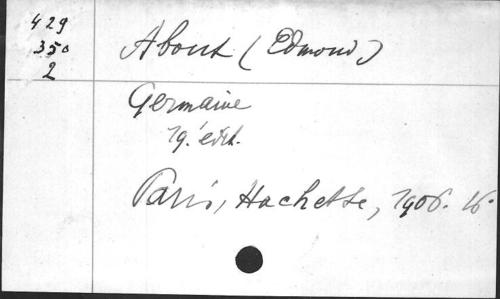 429
350
2
About (Edmond)
Germaine
19. édit.
Paris, Hachette, 1906. 16°